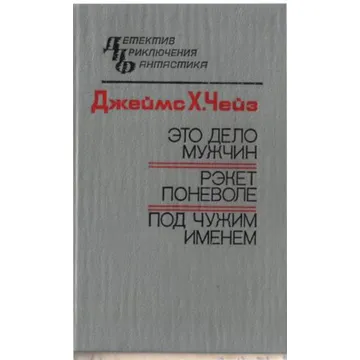 Детектив
Приключения
Фантастика
Джеймс Х.Чейз
ЭТО ДЕЛО
МУЖЧИН
РЭКЕТ
ПОНЕВОЛЕ
ПОД ЧУЖИМ
ИМЕНЕМ